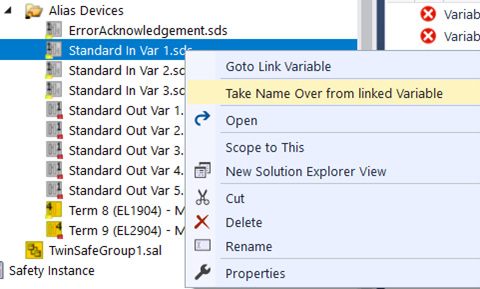 Alias Devices
ErrorAcknowledgement.sds
Standard In Var 1.sds
Standard In Var 2.sd
Standard In Var 3.s
Standard Out Var 1.
Standard Out Var 2.
Standard Out Var 3.
Standard Out Var 4.
Standard Out Var 5.
Term 8 (EL1904) - M
Term 9 (EL2904) - M
TwinSafeGroup1.sal
Safety Instance
Variab
Variab
Goto Link Variable
Take Name Over from linked Variable
Open
Scope to This
New Solution Explorer View
Cut
Delete
Rename
Properties